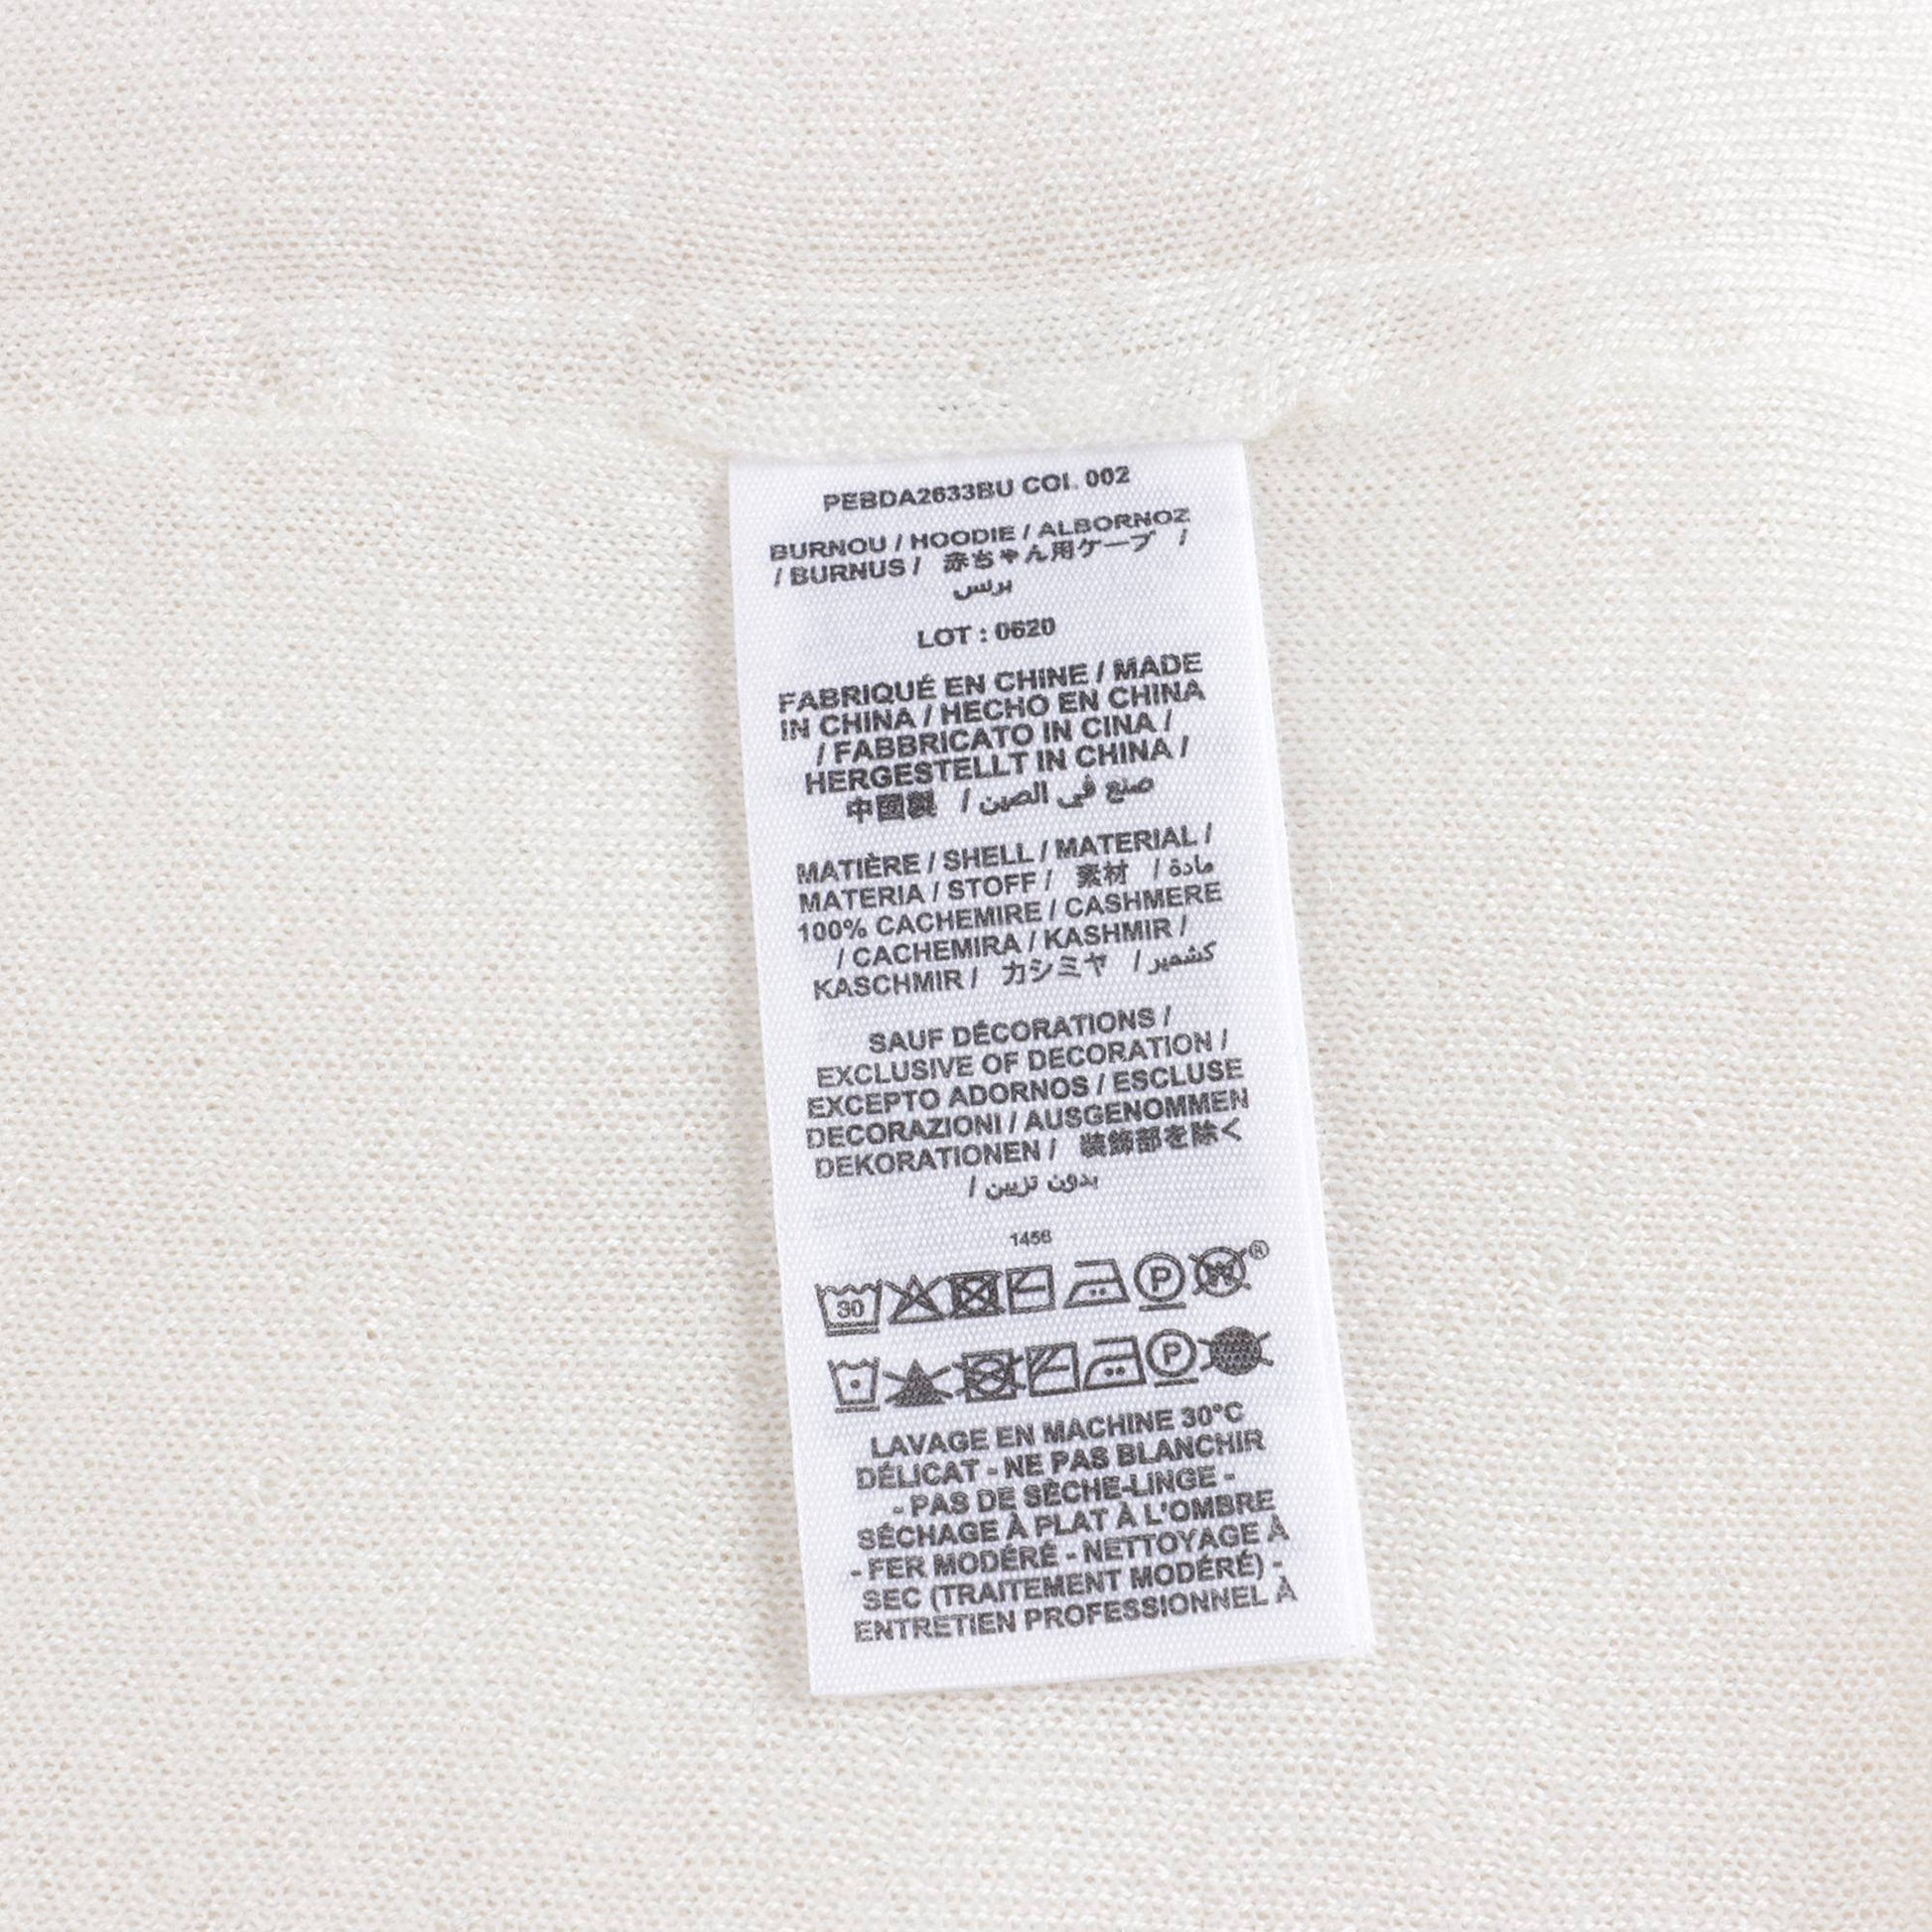 PEBDA2633BU COL. 002
BURNOU / HOODIE / ALBORNOZ
/ BURNUS / 赤ちゃん用ケープ /
برنس
LOT : 0620
FABRIQUÉ EN CHINE / MADE
IN CHINA / HECHO EN CHINA
/ FABBRICATO IN CINA /
HERGESTELLT IN CHINA /
中國製 / صنع في الصين
MATIÈRE / SHELL / MATERIAL /
MATERIA / STOFF / 素材 / مادة
100% CACHEMIRE / CASHMERE
/ CACHEMIRA / KASHMIR /
KASCHMIR / カシミヤ / كشمير
SAUF DÉCORATIONS /
EXCLUSIVE OF DECORATION /
EXCEPTO ADORNOS / ESCLUSE
DECORAZIONI / AUSGENOMMEN
DEKORATIONEN / 装飾部を除く
/ بدون تزيين
1456
30 P W ®
P
LAVAGE EN MACHINE 30°C
DÉLICAT - NE PAS BLANCHIR
- PAS DE SÈCHE-LINGE -
SÉCHAGE À PLAT À L'OMBRE
- FER MODÉRÉ - NETTOYAGE À
SEC (TRAITEMENT MODÉRÉ) -
ENTRETIEN PROFESSIONNEL À